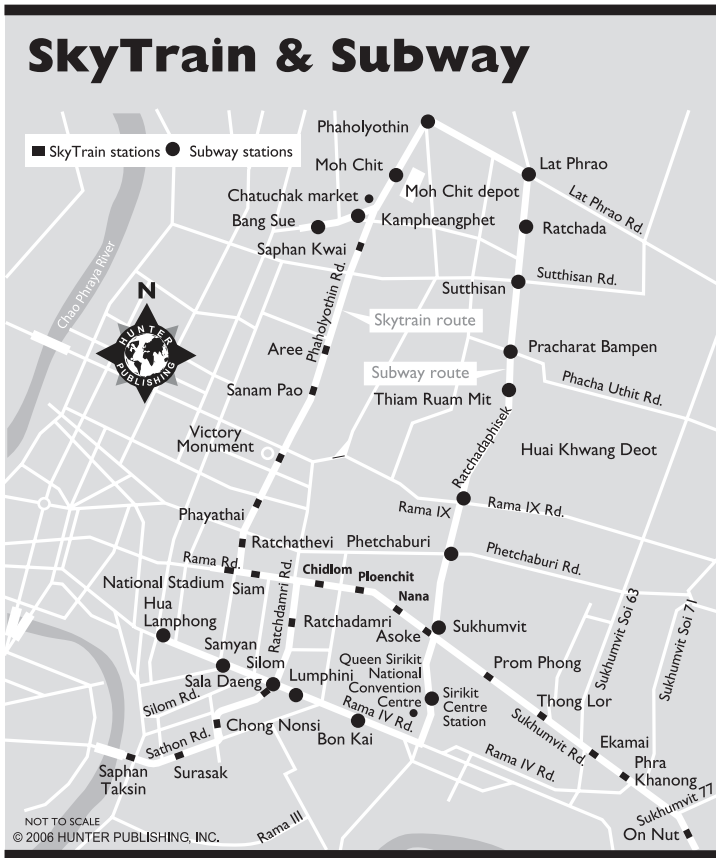 SkyTrain & Subway
SkyTrain stations
Subway stations
Phaholyothin
Moh Chit
Lat Phrao
Moh Chit depot
Lat Phrao Rd.
Chatuchak market
Bang Sue
Kampheangphet
Ratchada
Saphan Kwai
Chao Phraya River
Phaholyothin Rd.
Sutthisan
Sutthisan Rd.
N
HUNTER
PUBLISHING
Skytrain route
Aree
Pracharat Bampen
Subway route
Sanam Pao
Thiam Ruam Mit
Phacha Uthit Rd.
Victory
Monument
Ratchadaphisek
Huai Khwang Deot
Phayathai
Rama IX
Rama IX Rd.
Ratchathevi
Phetchaburi
Phetchaburi Rd.
Rama Rd.
National Stadium
Siam
Chidlom
Ploenchit
Nana
Ratchdamri Rd.
Ratchadamri
Hua
Lamphong
Asoke
Sukhumvit
Sukhumvit Soi 63
Sukhumvit Soi 71
Samyan
Silom
Sala Daeng
Lumphini
Queen Sirikit
National
Convention
Centre
Sirikit
Centre
Station
Prom Phong
Silom Rd.
Rama IV Rd.
Thong Lor
Chong Nonsi
Bon Kai
Sukhumvit Rd.
Sathon Rd.
Ekamai
Rama IV Rd.
Saphan
Taksin
Surasak
Phra
Khanong
Sukhumvit 77
Rama III
On Nut
NOT TO SCALE
© 2006 HUNTER PUBLISHING, INC.